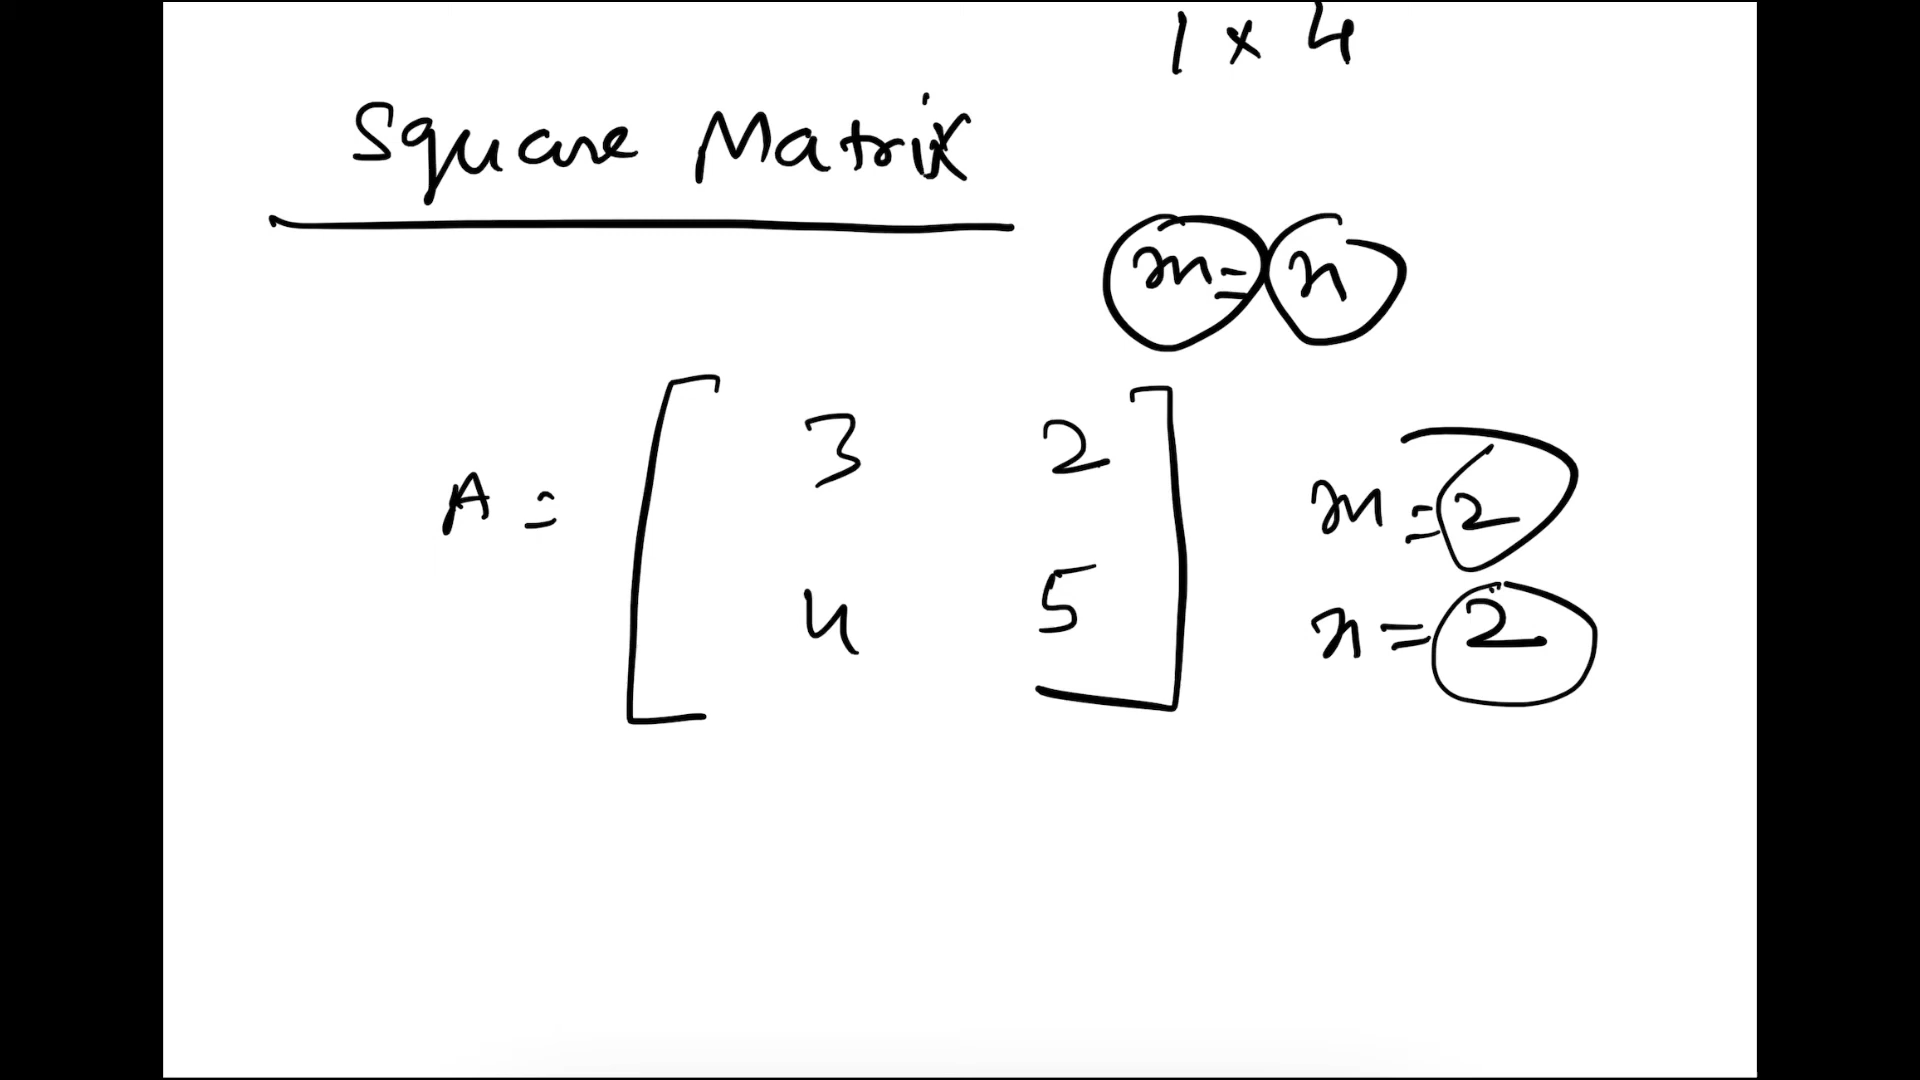 1 x 4
Square Matrix
m = n
A = [ 3 2
4 5 ]
m = 2
n = 2